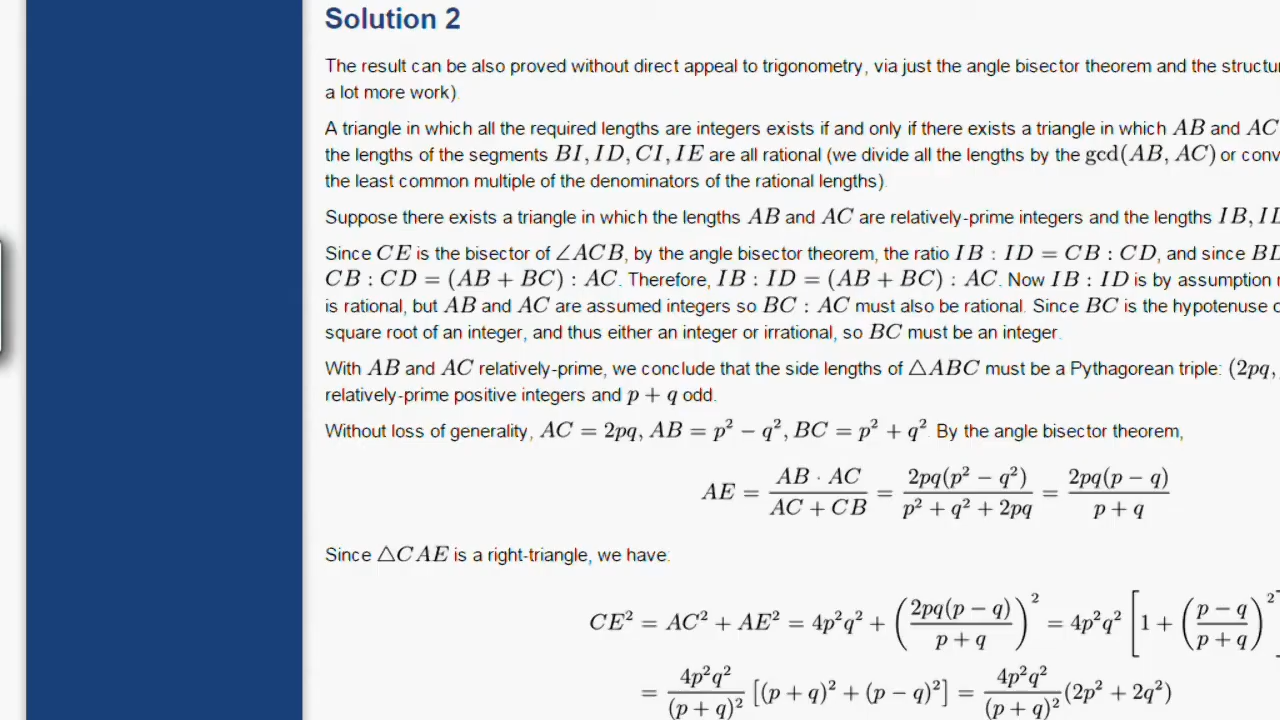 Solution 2
The result can be also proved without direct appeal to trigonometry, via just the angle bisector theorem and the
a lot more work).
A triangle in which all the required lengths are integers exists if and only if there exists a triangle in which AB and AC
the lengths of the segments BI, ID, CI, IE are all rational (we divide all the lengths by the gcd(AB, AC) or
the least common multiple of the denominators of the rational lengths).
Suppose there exists a triangle in which the lengths AB and AC are relatively-prime integers and the lengths IB,
Since CE is the bisector of ∠ACB, by the angle bisector theorem, the ratio IB : ID = CB : CD, and since
CB : CD = (AB + BC) : AC. Therefore, IB : ID = (AB + BC) : AC. Now IB : ID is by assumption
is rational, but AB and AC are assumed integers so BC : AC must also be rational. Since BC is the hypotenuse
square root of an integer, and thus either an integer or irrational, so BC must be an integer.
With AB and AC relatively-prime, we conclude that the side lengths of △ABC must be a Pythagorean triple: (2pq,
relatively-prime positive integers and p + q odd.
Without loss of generality, AC = 2pq, AB = p² − q², BC = p² + q². By the angle bisector theorem,
AE = AB · AC / AC + CB = 2pq(p² − q²) / p² + q² + 2pq = 2pq(p − q) / p + q
Since △CAE is a right-triangle, we have:
CE² = AC² + AE² = 4p²q² + (2pq(p − q) / p + q)² = 4p²q² [1 + (p − q / p + q)²]
= 4p²q² / (p + q)² [(p + q)² + (p − q)²] = 4p²q² / (p + q)² (2p² + 2q²)